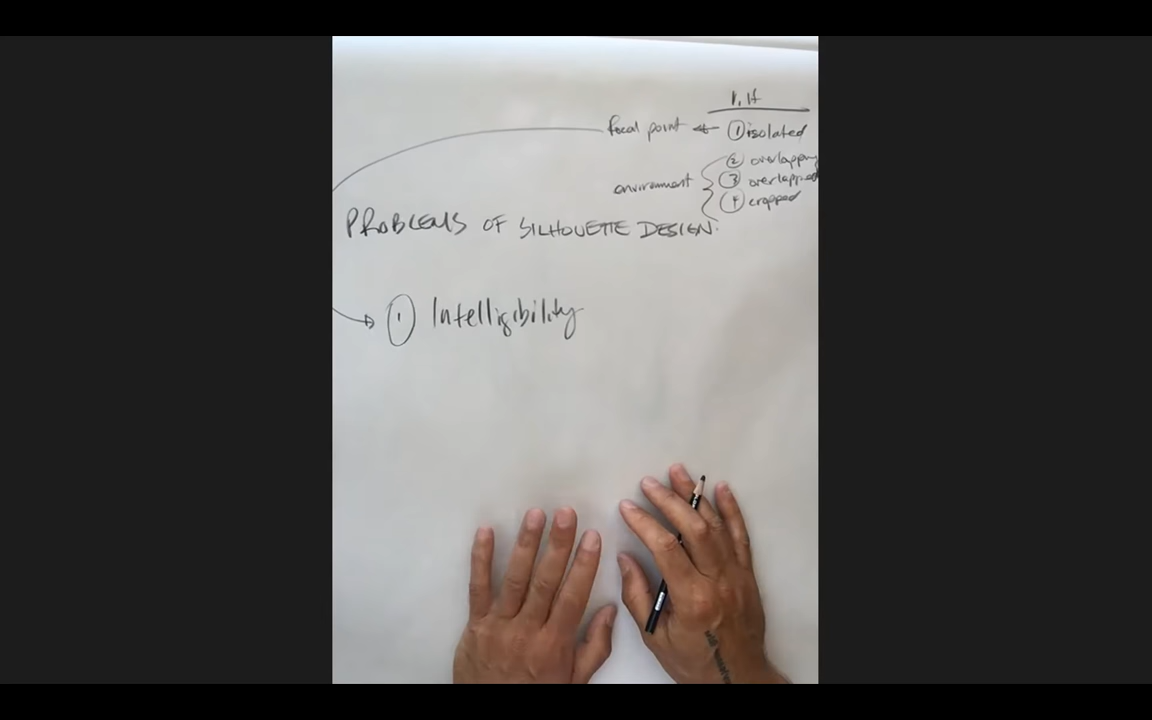 focal point ← ① isolated
② overlapping
environment ③ overlapped
④ cropped
PROBLEMS OF SILHOUETTE DESIGN:
① Intelligibility